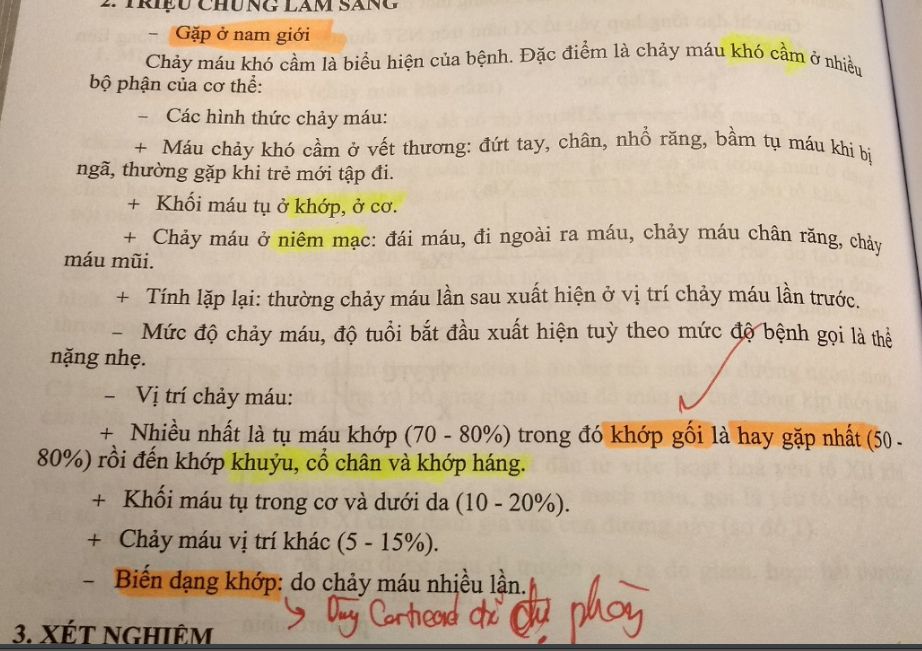 2. TRIỆU CHỨNG LÂM SÀNG
- Gặp ở nam giới
Chảy máu khó cầm là biểu hiện của bệnh. Đặc điểm là chảy máu khó cầm ở nhiều
bộ phận của cơ thể:
- Các hình thức chảy máu:
+ Máu chảy khó cầm ở vết thương: đứt tay, chân, nhổ răng, bầm tụ máu khi bị
ngã, thường gặp khi trẻ mới tập đi.
+ Khối máu tụ ở khớp, ở cơ.
+ Chảy máu ở niêm mạc: đái máu, đi ngoài ra máu, chảy máu chân răng, chảy
máu mũi.
+ Tính lặp lại: thường chảy máu lần sau xuất hiện ở vị trí chảy máu lần trước.
- Mức độ chảy máu, độ tuổi bắt đầu xuất hiện tuỳ theo mức độ bệnh gọi là thể
nặng nhẹ.
- Vị trí chảy máu:
+ Nhiều nhất là tụ máu khớp (70 - 80%) trong đó khớp gối là hay gặp nhất (50 -
80%) rồi đến khớp khuỷu, cổ chân và khớp háng.
+ Khối máu tụ trong cơ và dưới da (10 - 20%).
+ Chảy máu vị trí khác (5 - 15%).
- Biến dạng khớp: do chảy máu nhiều lần.
phòng
3. XÉT NGHIỆM